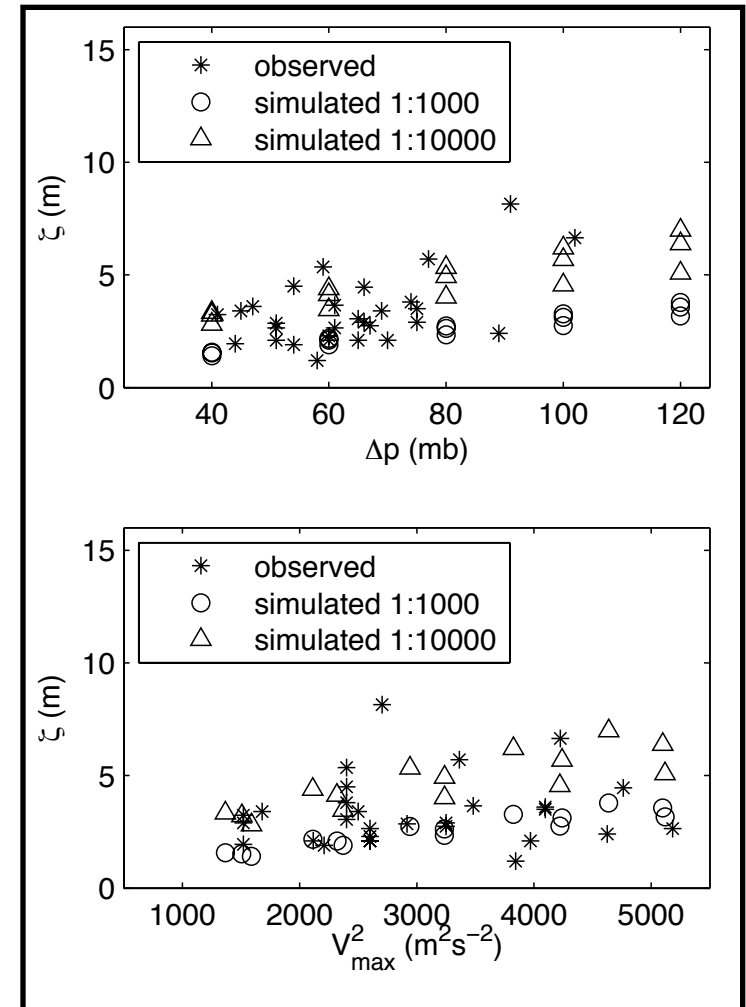 15
10
5
0
ζ (m)
observed
simulated 1:1000
simulated 1:10000
40 60 80 100 120
Δp (mb)
15
10
5
0
ζ (m)
observed
simulated 1:1000
simulated 1:10000
1000 2000 3000 4000 5000
V²max (m²s⁻²)